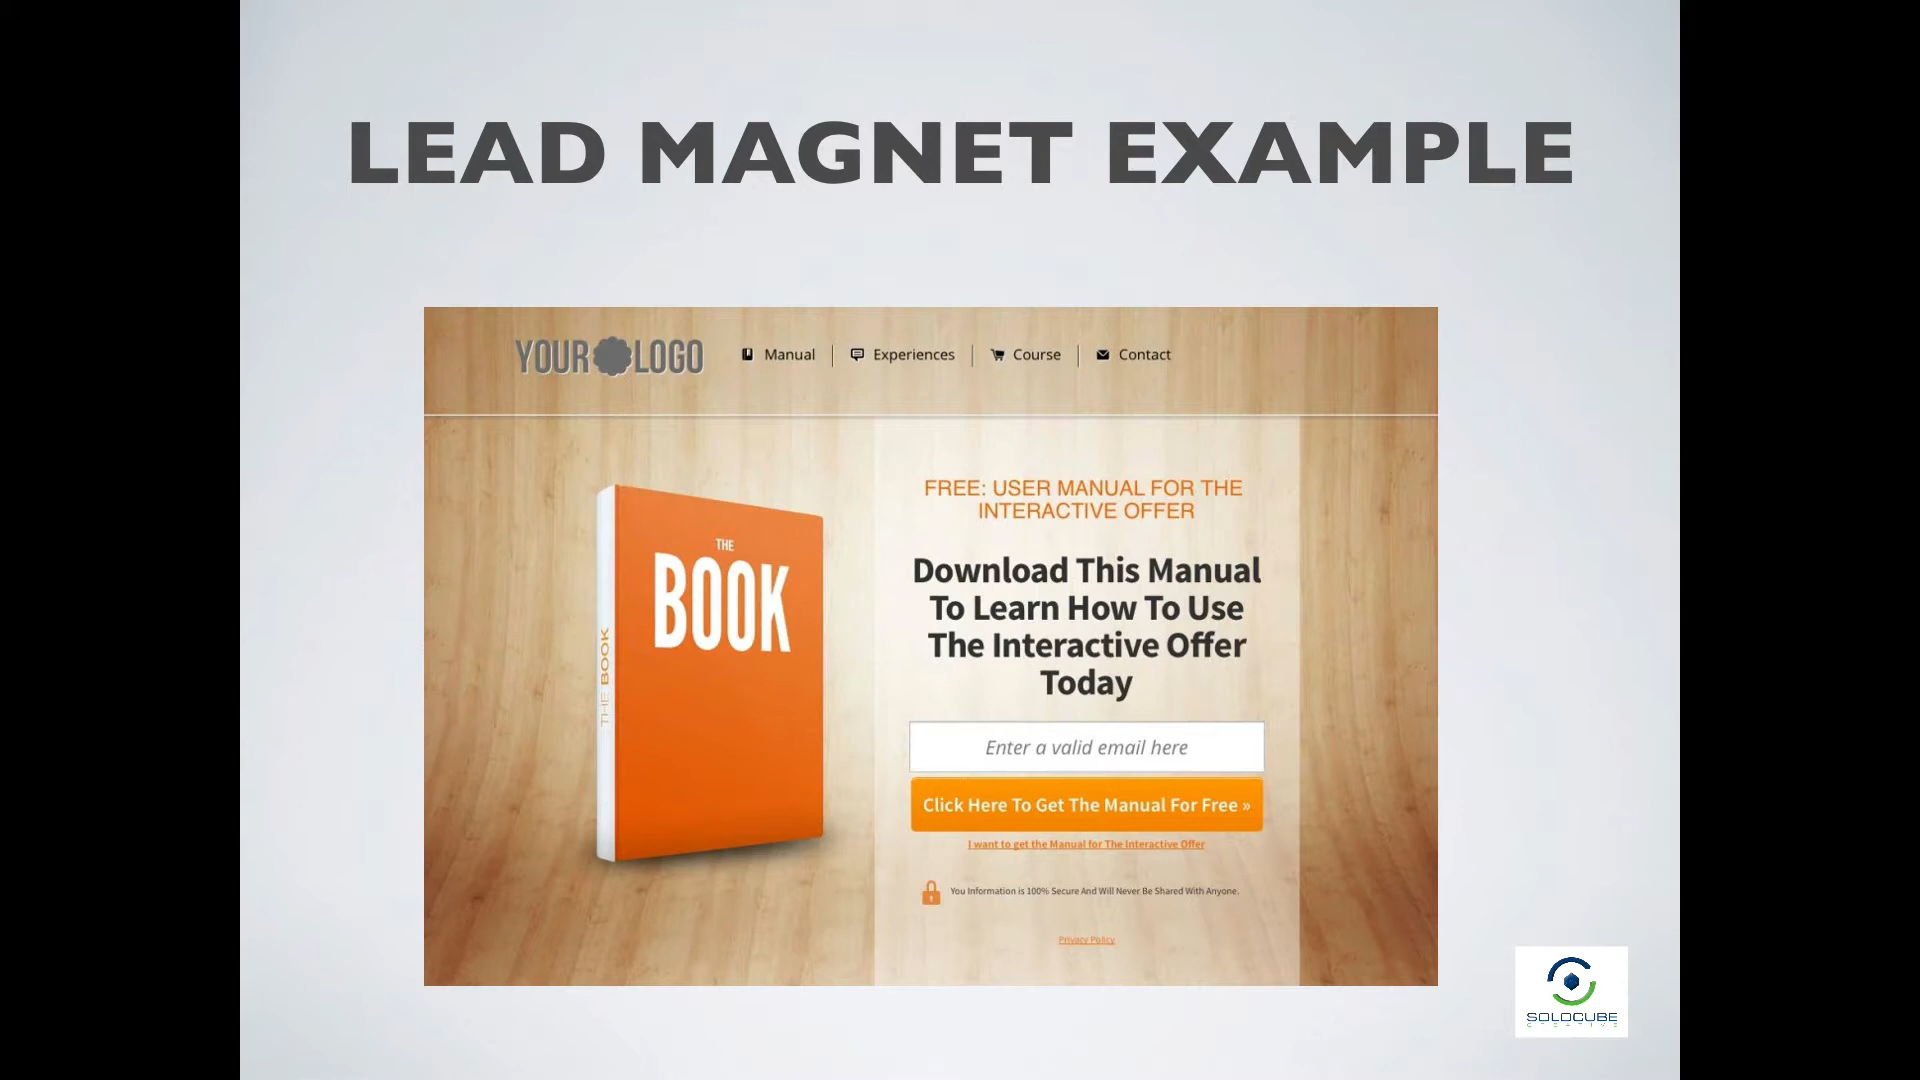 LEAD MAGNET EXAMPLE
YOUR LOGO
Manual
Experiences
Course
Contact
THE
BOOK
THE BOOK
FREE: USER MANUAL FOR THE
INTERACTIVE OFFER
Download This Manual
To Learn How To Use
The Interactive Offer
Today
Enter a valid email here
Click Here To Get The Manual For Free »
I want to get the Manual for The Interactive Offer
You Information is 100% Secure And Will Never Be Shared With Anyone.
Privacy Policy
SOLOCUBE
CREATIVE